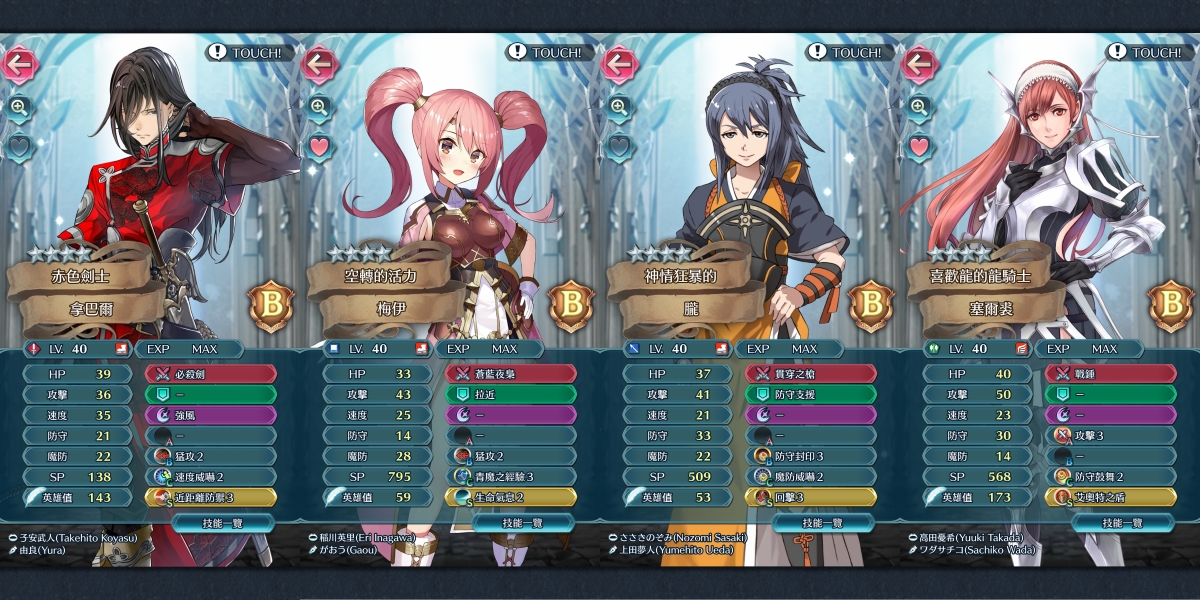 TOUCH!
赤色劍士
拿巴爾
B
LV. 40
EXP MAX
HP 39
攻擊 36
速度 35
防守 21
魔防 22
SP 138
英雄值 143
必殺劍
－
強風
－
A
猛攻2
B
速度威嚇2
C
近距離防禦3
S
技能一覽
子安武人(Takehito Koyasu)
由良(Yura)
TOUCH!
空轉的活力
梅伊
B
LV. 40
EXP MAX
HP 33
攻擊 43
速度 25
防守 14
魔防 28
SP 795
英雄值 59
蒼藍夜梟
拉近
－
－
A
猛攻2
B
青魔之經驗3
C
生命氣息2
S
技能一覽
稲川英里(Eri Inagawa)
がおう(Gaou)
TOUCH!
神情狂暴的
朧
B
LV. 40
EXP MAX
HP 37
攻擊 41
速度 21
防守 33
魔防 22
SP 509
英雄值 53
貫穿之槍
防守支援
－
－
A
防守封印3
B
魔防威嚇2
C
回擊3
S
技能一覽
ささきのぞみ(Nozomi Sasaki)
上田夢人(Yumehito Ueda)
TOUCH!
喜歡龍的龍騎士
塞爾裘
B
LV. 40
EXP MAX
HP 40
攻擊 50
速度 23
防守 30
魔防 14
SP 568
英雄值 173
戰鍾
－
－
攻擊3
A
－
B
防守鼓舞2
C
艾奧特之盾
S
技能一覽
高田憂希(Yuuki Takada)
ワダサチコ(Sachiko Wada)